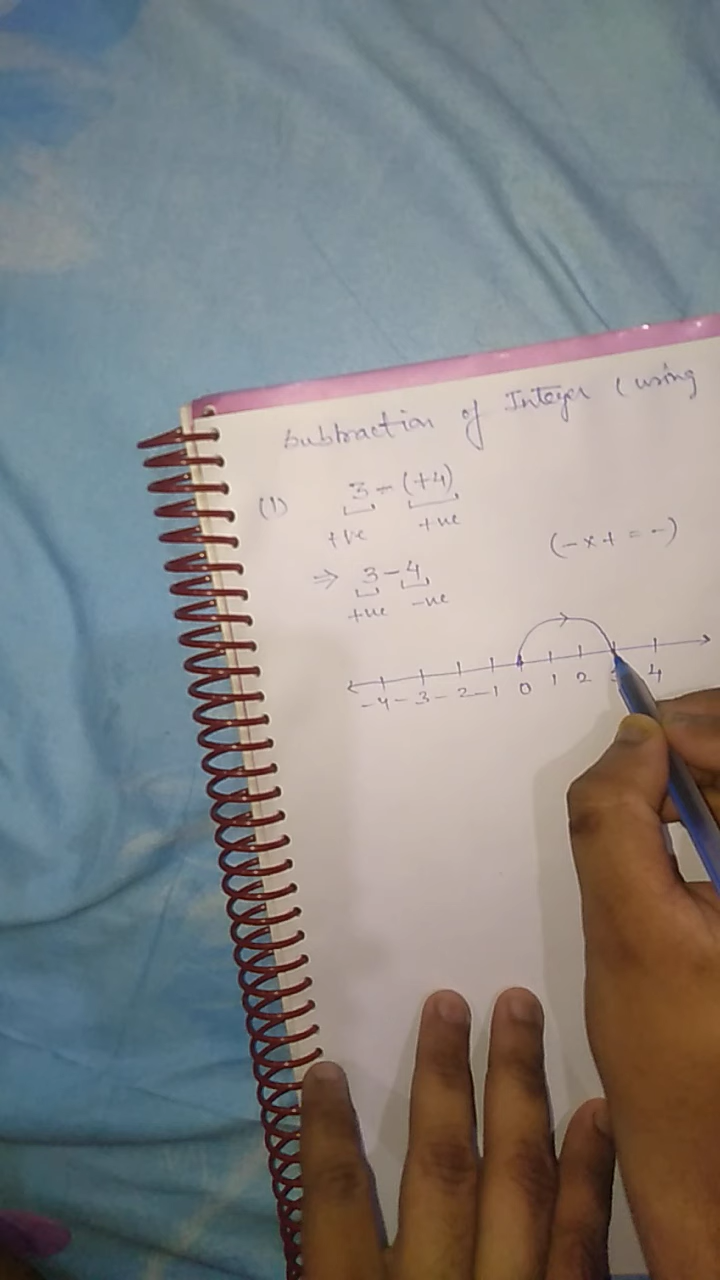 Subtraction of Integer (using
(1) 3 - (+4)
+ve +ve
(- x + = -)
⇒ 3 - 4
+ve -ve
-4 -3 -2 -1 0 1 2 4